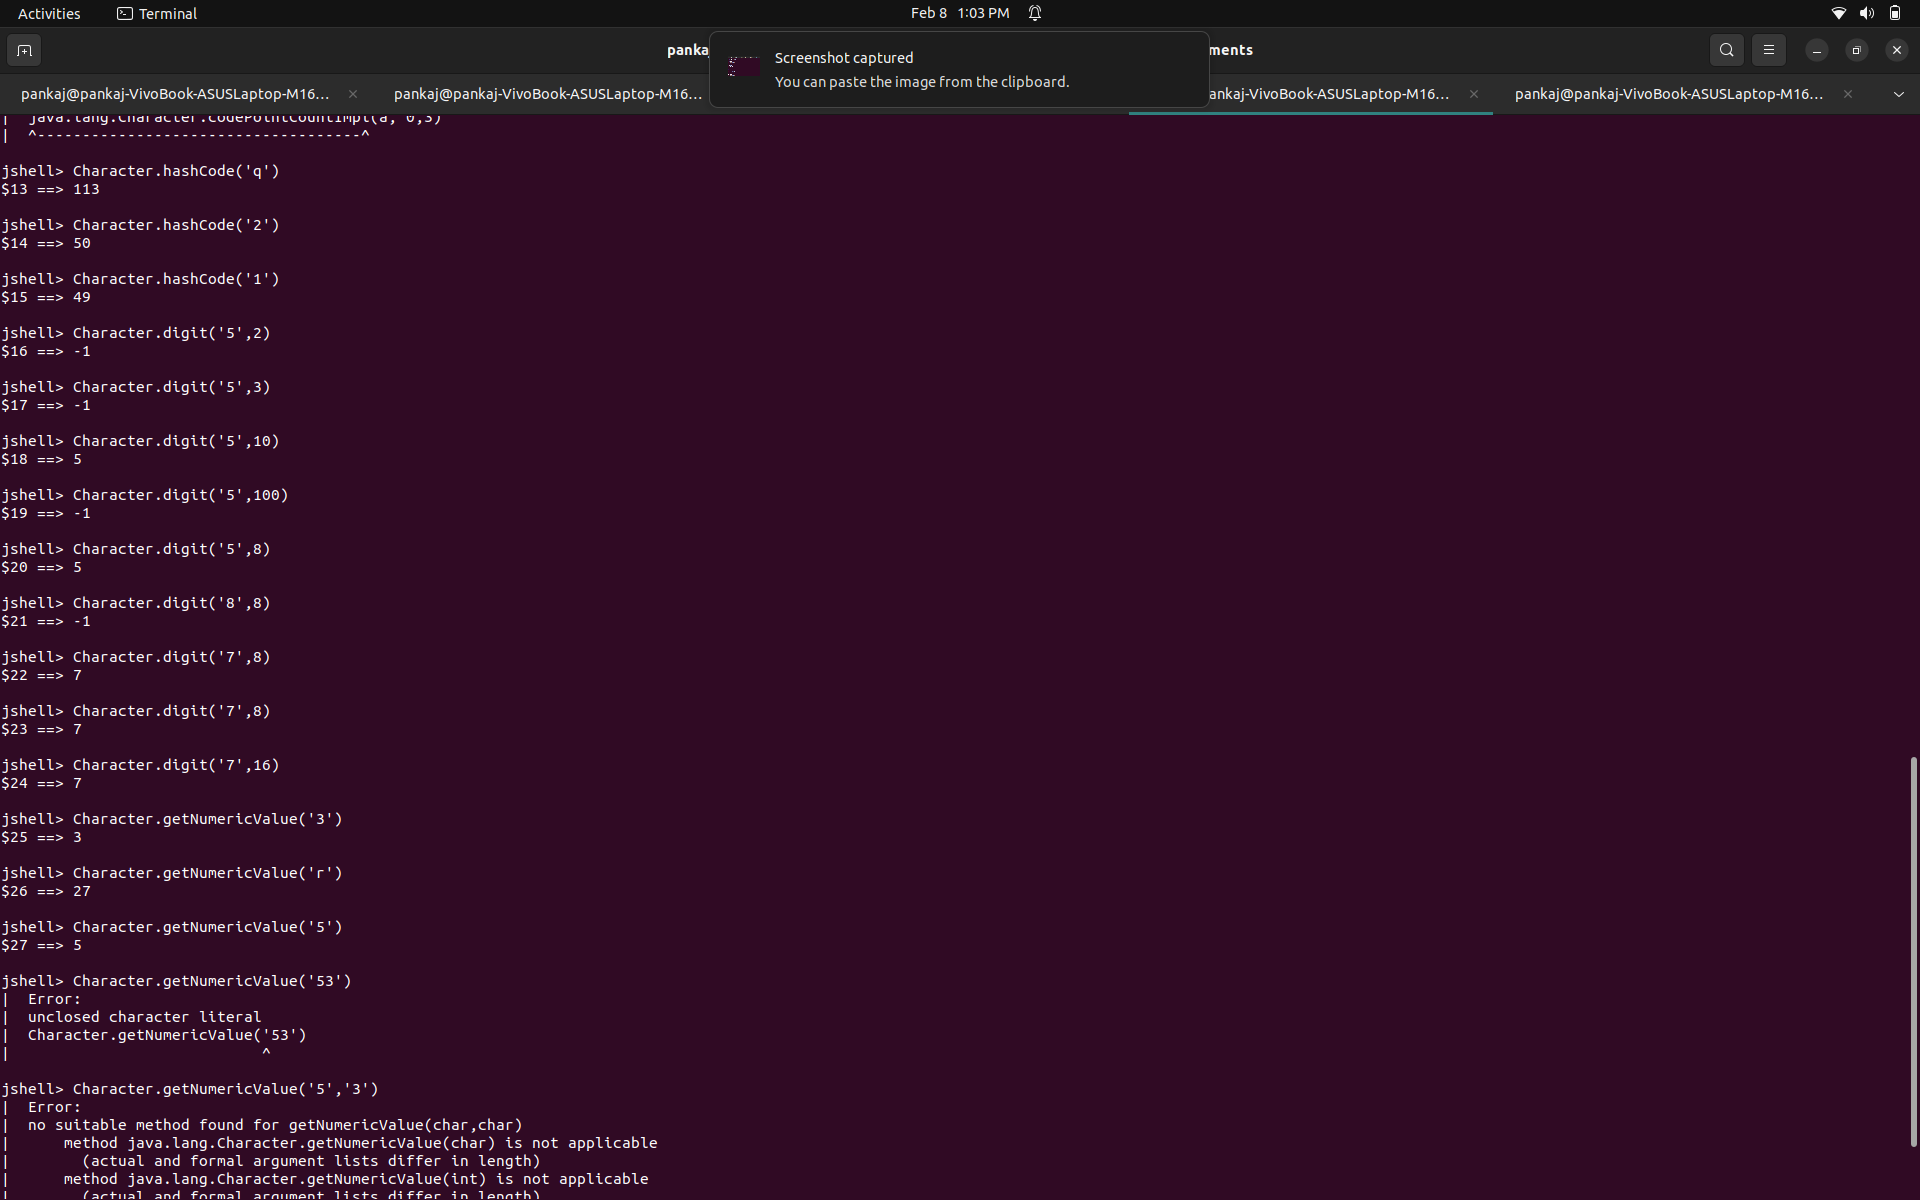 Activities Terminal Feb 8 1:03 PM
panka ments
Screenshot captured
You can paste the image from the clipboard.
pankaj@pankaj-VivoBook-ASUSLaptop-M16... pankaj@pankaj-VivoBook-ASUSLaptop-M16... ankaj-VivoBook-ASUSLaptop-M16... pankaj@pankaj-VivoBook-ASUSLaptop-M16...
| java.lang.Character.codePointCountImpl(a, 0,3)
| ^------------------------------------^
jshell> Character.hashCode('q')
$13 ==> 113
jshell> Character.hashCode('2')
$14 ==> 50
jshell> Character.hashCode('1')
$15 ==> 49
jshell> Character.digit('5',2)
$16 ==> -1
jshell> Character.digit('5',3)
$17 ==> -1
jshell> Character.digit('5',10)
$18 ==> 5
jshell> Character.digit('5',100)
$19 ==> -1
jshell> Character.digit('5',8)
$20 ==> 5
jshell> Character.digit('8',8)
$21 ==> -1
jshell> Character.digit('7',8)
$22 ==> 7
jshell> Character.digit('7',8)
$23 ==> 7
jshell> Character.digit('7',16)
$24 ==> 7
jshell> Character.getNumericValue('3')
$25 ==> 3
jshell> Character.getNumericValue('r')
$26 ==> 27
jshell> Character.getNumericValue('5')
$27 ==> 5
jshell> Character.getNumericValue('53')
| Error:
| unclosed character literal
| Character.getNumericValue('53')
| ^
jshell> Character.getNumericValue('5','3')
| Error:
| no suitable method found for getNumericValue(char,char)
| method java.lang.Character.getNumericValue(char) is not applicable
| (actual and formal argument lists differ in length)
| method java.lang.Character.getNumericValue(int) is not applicable
| (actual and formal argument lists differ in length)